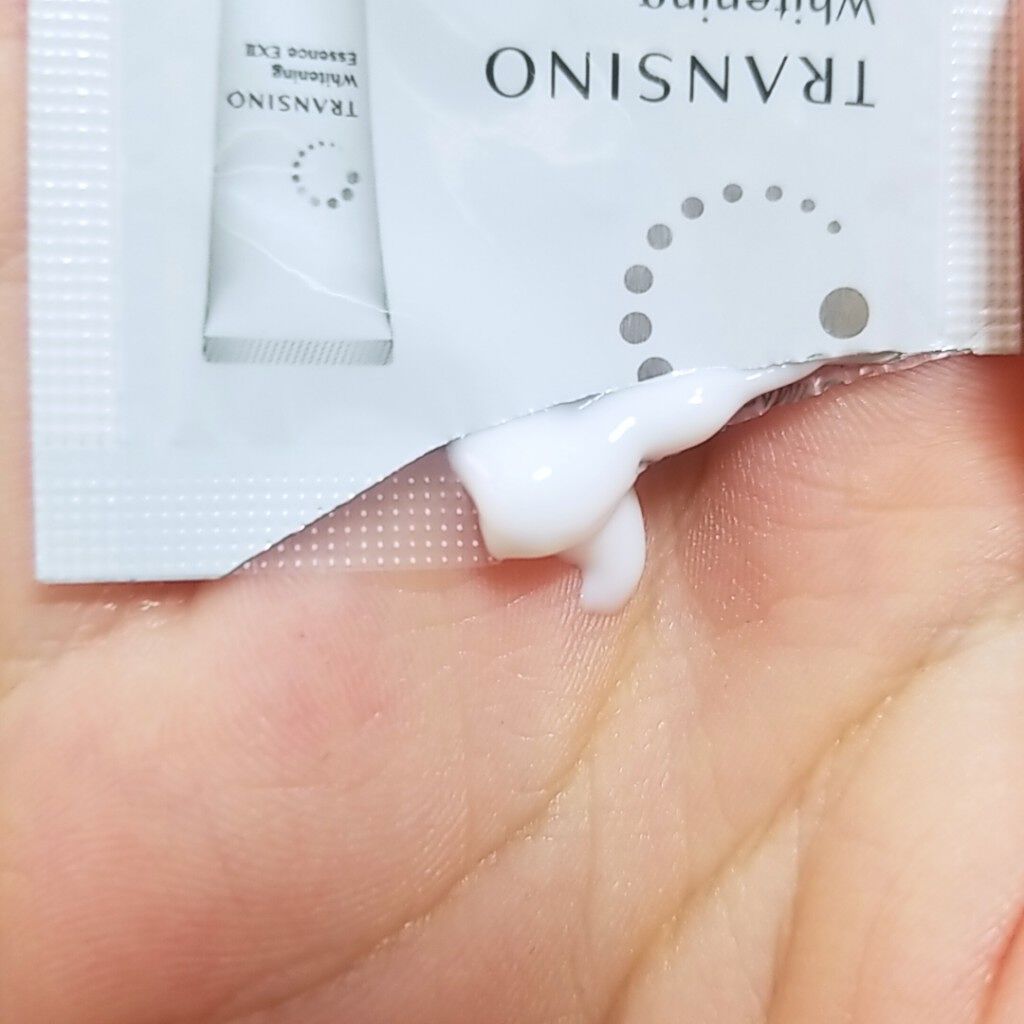 TRANSINO
Whitening
TRANSINO
Whitening
Essence EXII